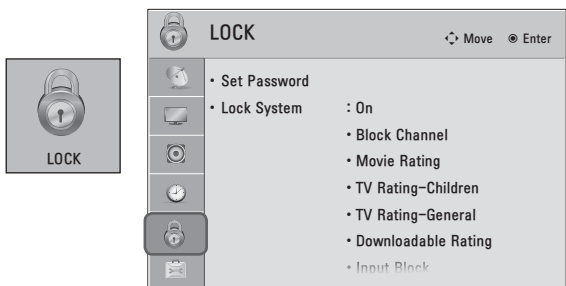 LOCK
LOCK
Move
Enter
• Set Password
• Lock System : On
• Block Channel
• Movie Rating
• TV Rating-Children
• TV Rating-General
• Downloadable Rating
• Input Block